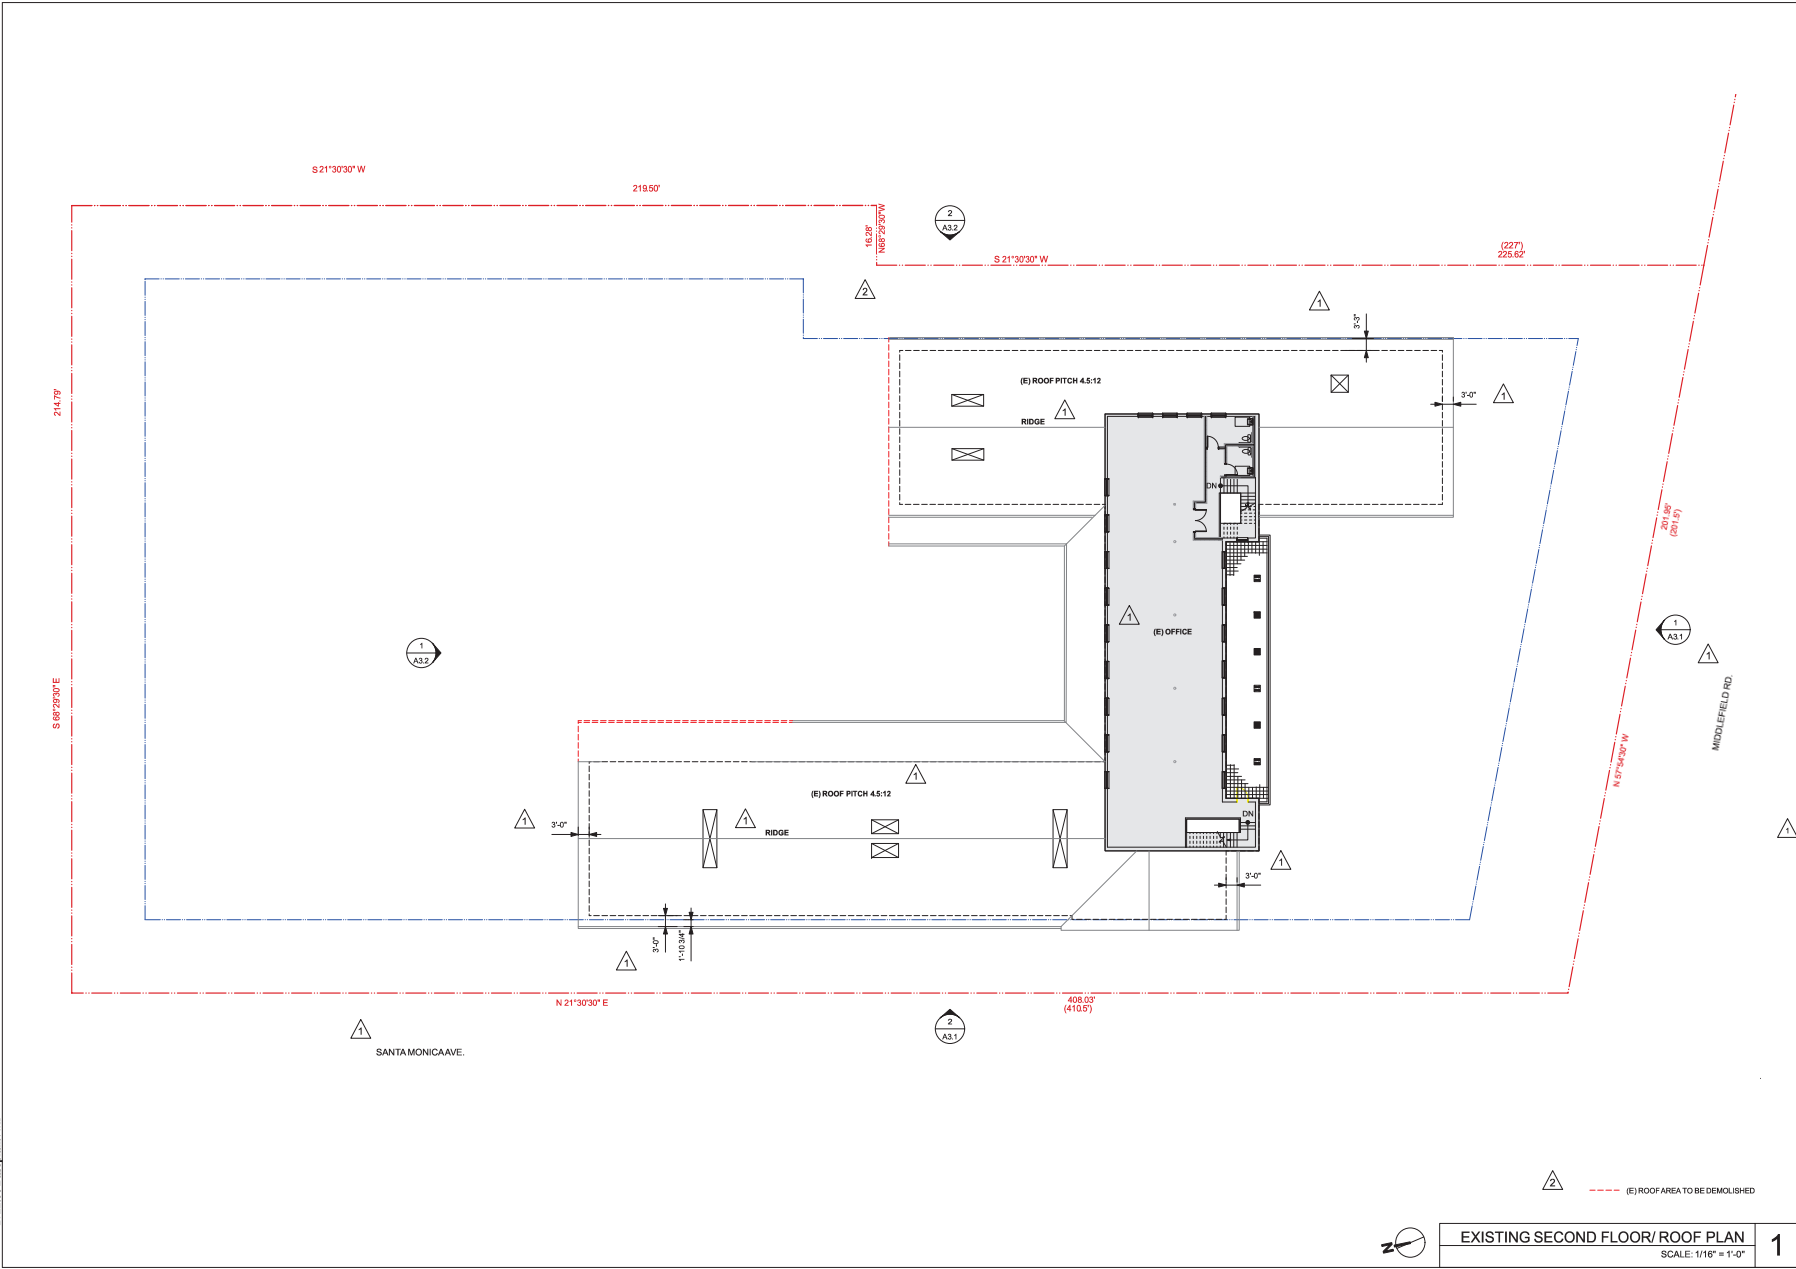 S 21°30'30" W
219.50'
16.28'
N68°29'30"W
2
A3.2
S 21°30'30" W
(227')
225.62'
2
1
3'-3"
(E) ROOF PITCH 4.5:12
1
RIDGE
3'-0"
1
214.79'
S 68°29'30" E
DN
201.95'
(201.5')
1
A3.2
1
(E) OFFICE
1
A3.1
1
MIDDLEFIELD RD.
N 57°54'30" W
1
(E) ROOF PITCH 4.5:12
1
3'-0"
1
RIDGE
DN
1
3'-0"
1
3'-0"
1'-10 3/4"
1
N 21°30'30" E
408.03'
(410.5')
1
SANTA MONICA AVE.
2
A3.1
2
(E) ROOF AREA TO BE DEMOLISHED
N
EXISTING SECOND FLOOR/ ROOF PLAN
SCALE: 1/16" = 1'-0"
1